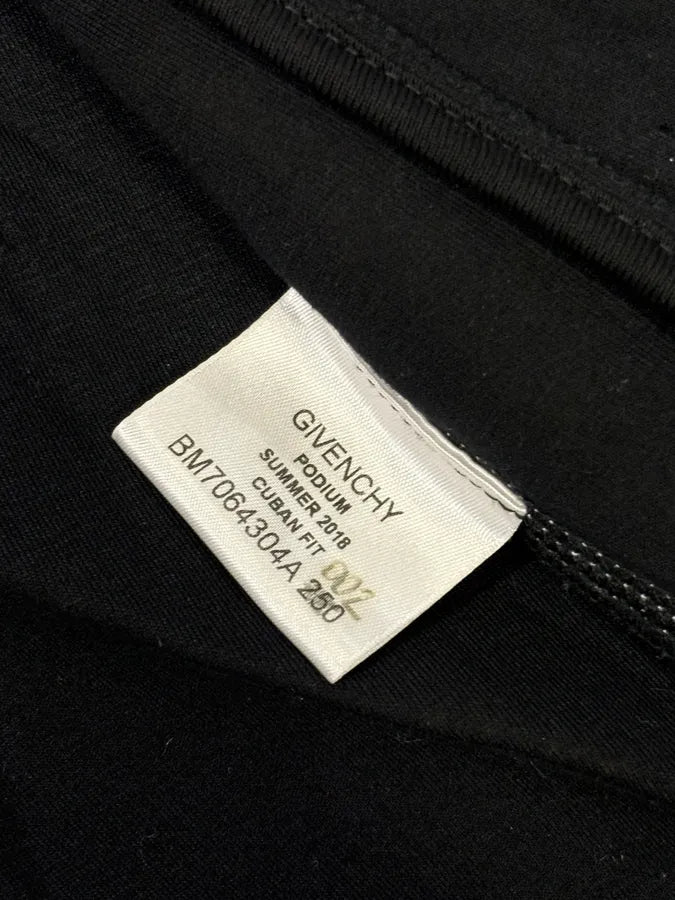 GIVENCHY
PODIUM
SUMMER 2018
CUBAN FIT
002
BM7064304A 250